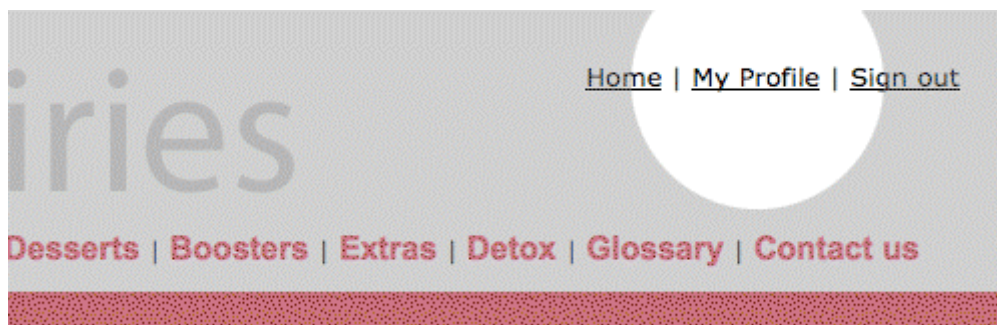 Home | My Profile | Sign out
iries
Desserts | Boosters | Extras | Detox | Glossary | Contact us